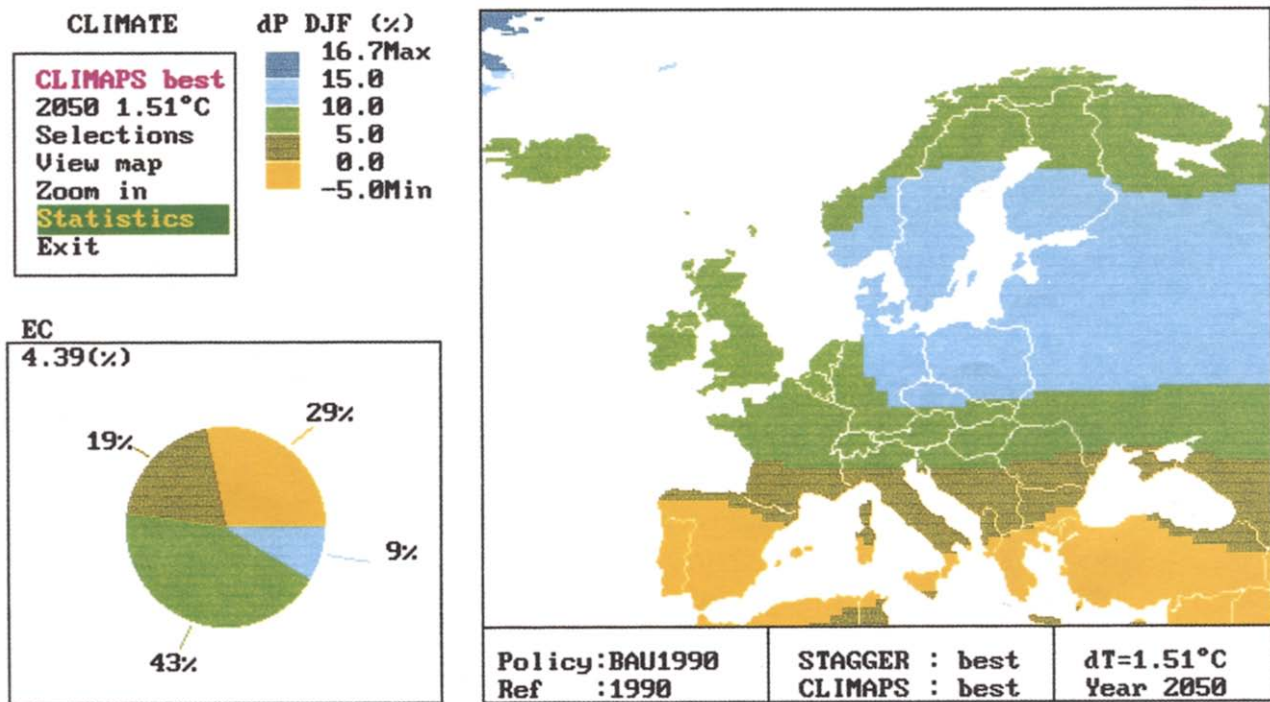 CLIMATE
CLIMAPS best
2050 1.51°C
Selections
View map
Zoom in
Statistics
Exit
dP DJF (%)
16.7Max
15.0
10.0
5.0
0.0
-5.0Min
EC
4.39(%)
29%
19%
9%
43%
Policy:BAU1990
Ref :1990
STAGGER : best
CLIMAPS : best
dT=1.51°C
Year 2050